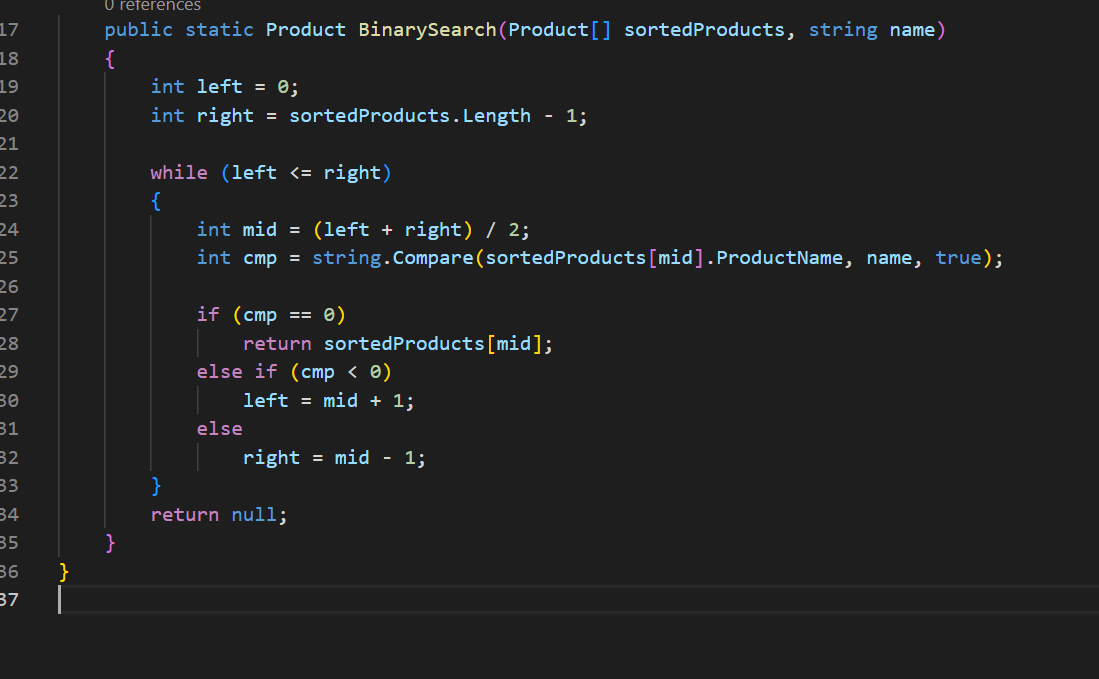 0 references
17 public static Product BinarySearch(Product[] sortedProducts, string name)
18 {
19 int left = 0;
20 int right = sortedProducts.Length - 1;
21
22 while (left <= right)
23 {
24 int mid = (left + right) / 2;
25 int cmp = string.Compare(sortedProducts[mid].ProductName, name, true);
26
27 if (cmp == 0)
28 return sortedProducts[mid];
29 else if (cmp < 0)
30 left = mid + 1;
31 else
32 right = mid - 1;
33 }
34 return null;
35 }
36 }
37